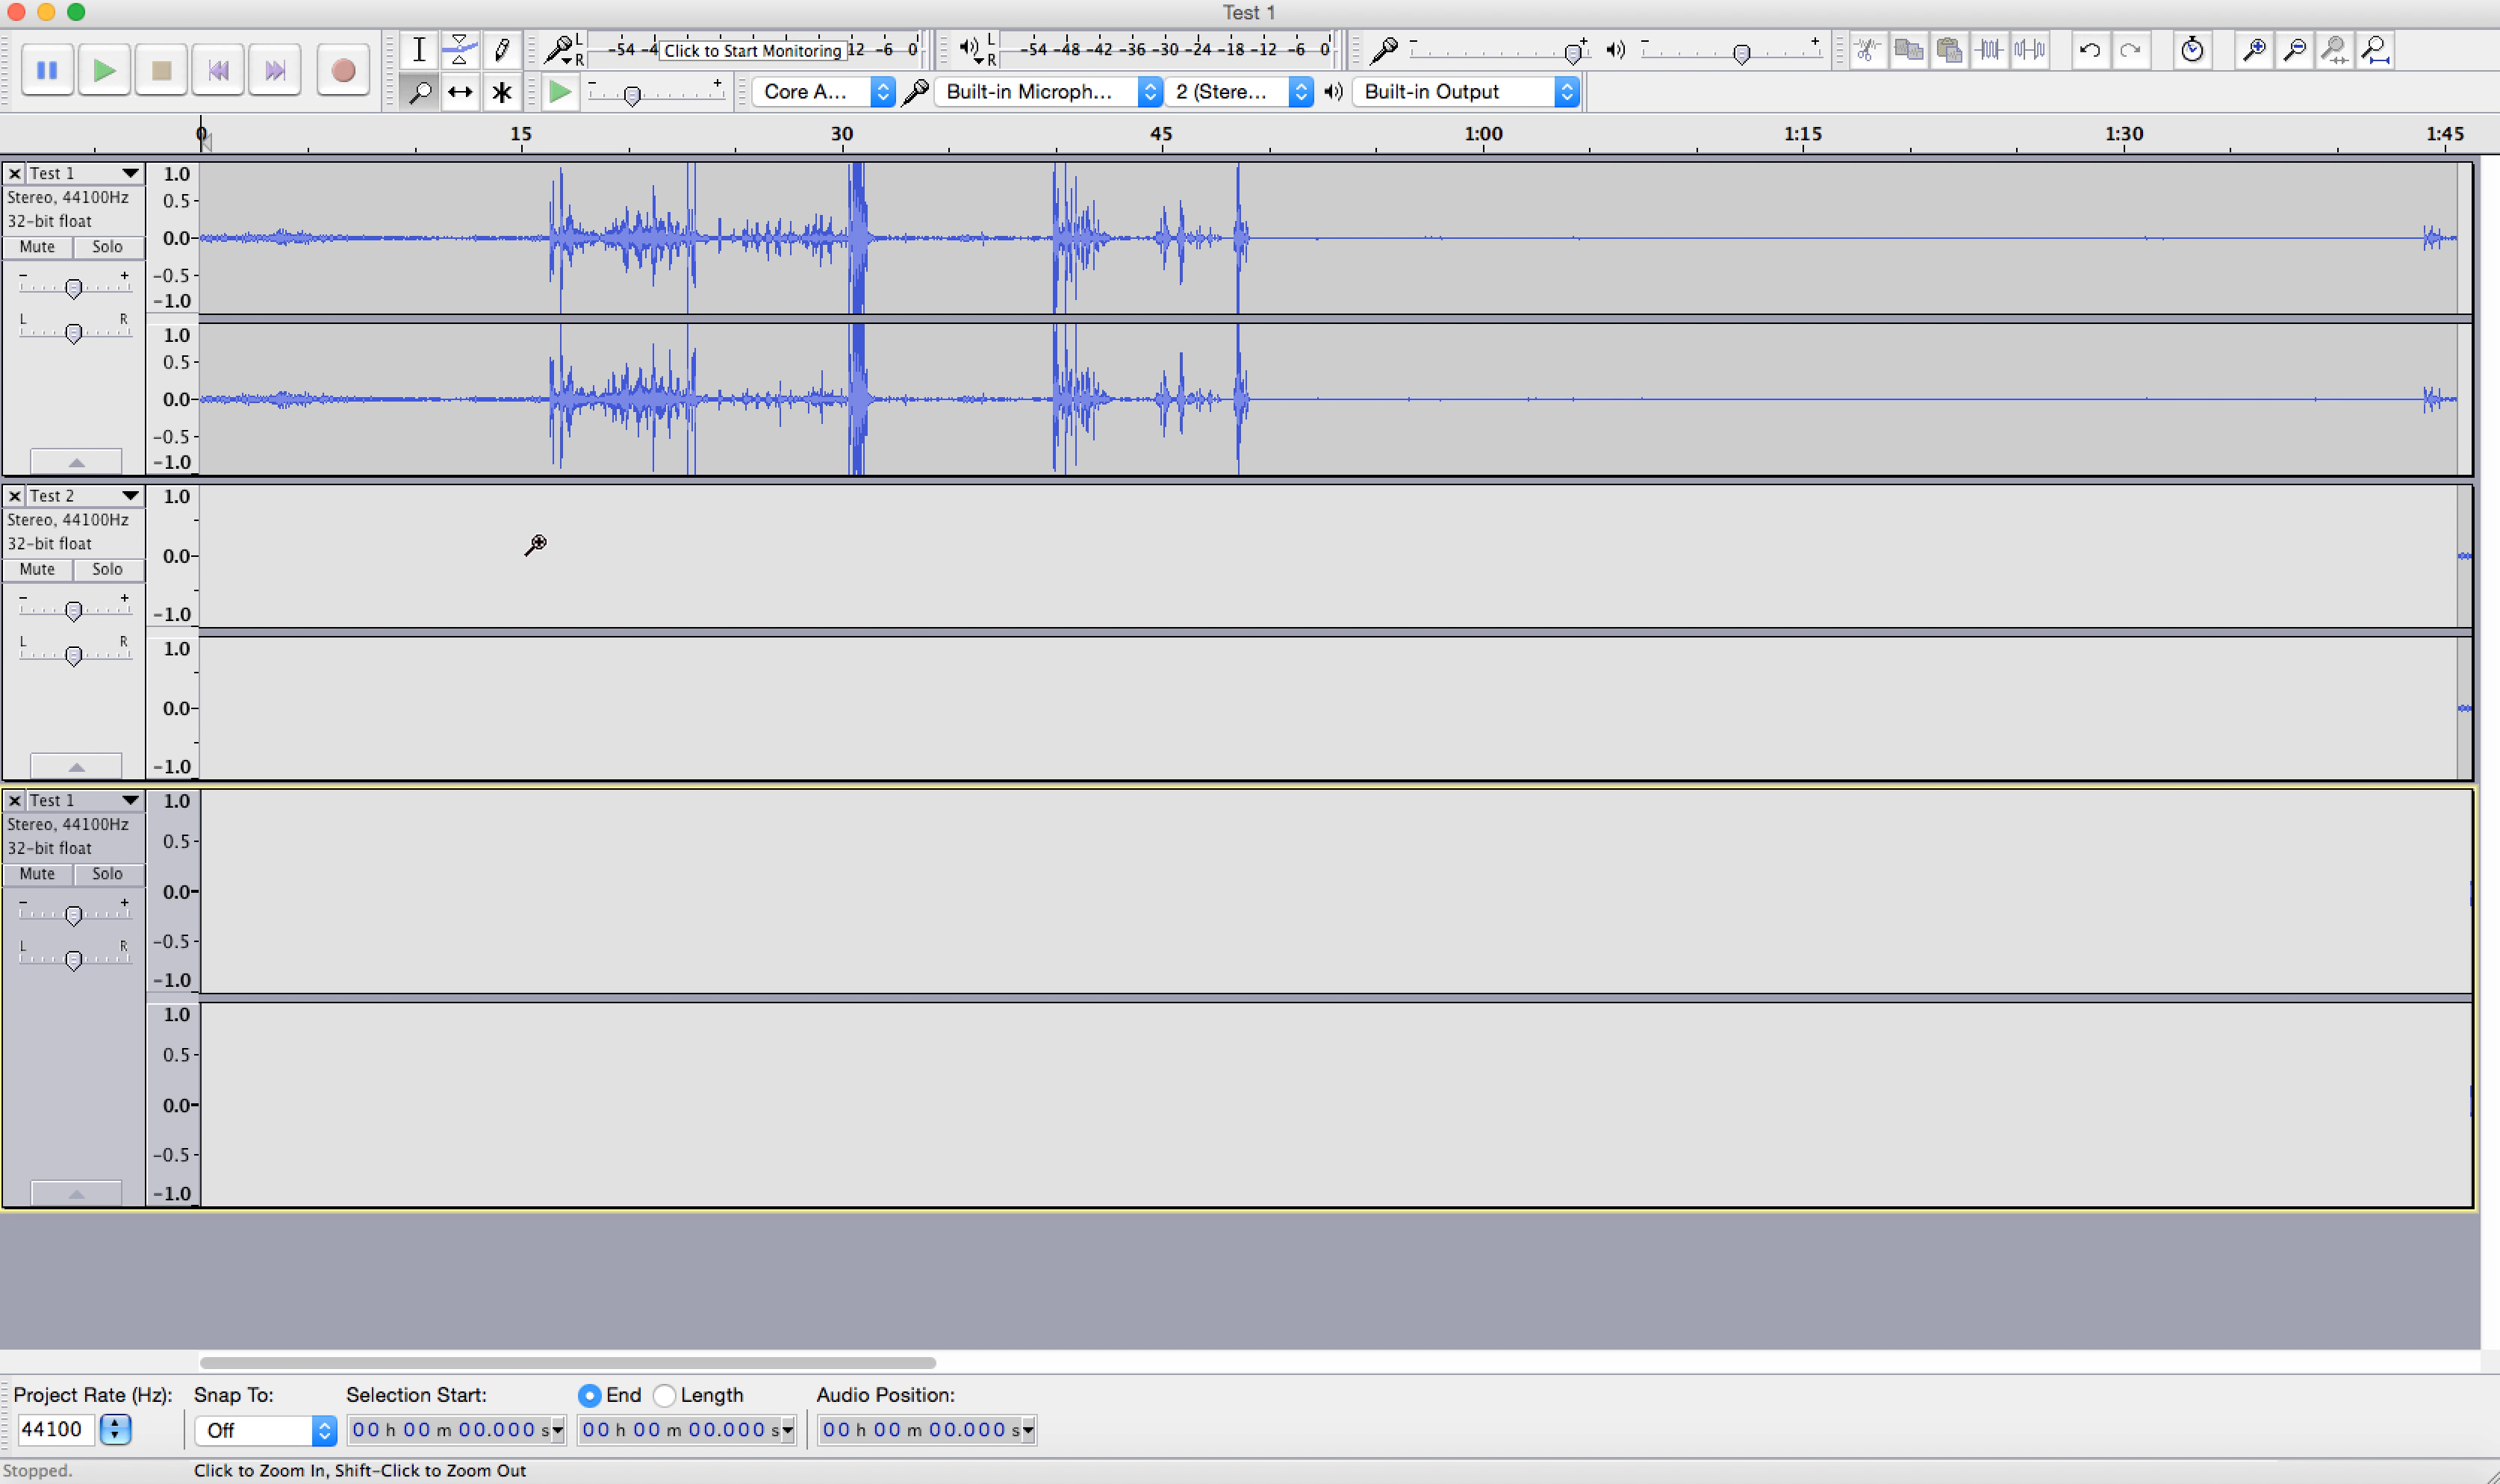 Test 1
L
R
-54 -4 Click to Start Monitoring 12 -6 0
L
R
-54 -48 -42 -36 -30 -24 -18 -12 -6 0
- +
- +
- +
Core A...
Built-in Microph...
2 (Stere...
Built-in Output
0 15 30 45 1:00 1:15 1:30 1:45
Test 1
Stereo, 44100Hz
32-bit float
Mute Solo
- +
L R
1.0
0.5
0.0
-0.5
-1.0
1.0
0.5
0.0
-0.5
-1.0
Test 2
Stereo, 44100Hz
32-bit float
Mute Solo
- +
L R
1.0
0.0
-1.0
1.0
0.0
-1.0
Test 1
Stereo, 44100Hz
32-bit float
Mute Solo
- +
L R
1.0
0.5
0.0
-0.5
-1.0
1.0
0.5
0.0
-0.5
-1.0
Project Rate (Hz): Snap To: Selection Start: End Length Audio Position:
44100 Off 00 h 00 m 00.000 s 00 h 00 m 00.000 s 00 h 00 m 00.000 s
Stopped. Click to Zoom In, Shift-Click to Zoom Out